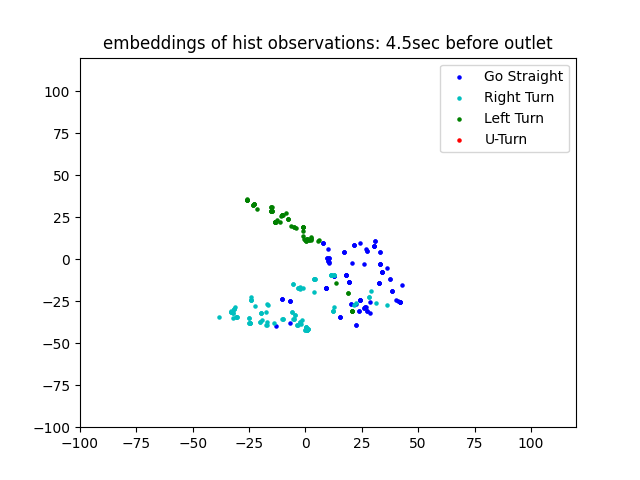 embeddings of hist observations: 4.5sec before outlet
Go Straight
Right Turn
Left Turn
U-Turn
100
75
50
25
0
−25
−50
−75
−100
−100 −75 −50 −25 0 25 50 75 100